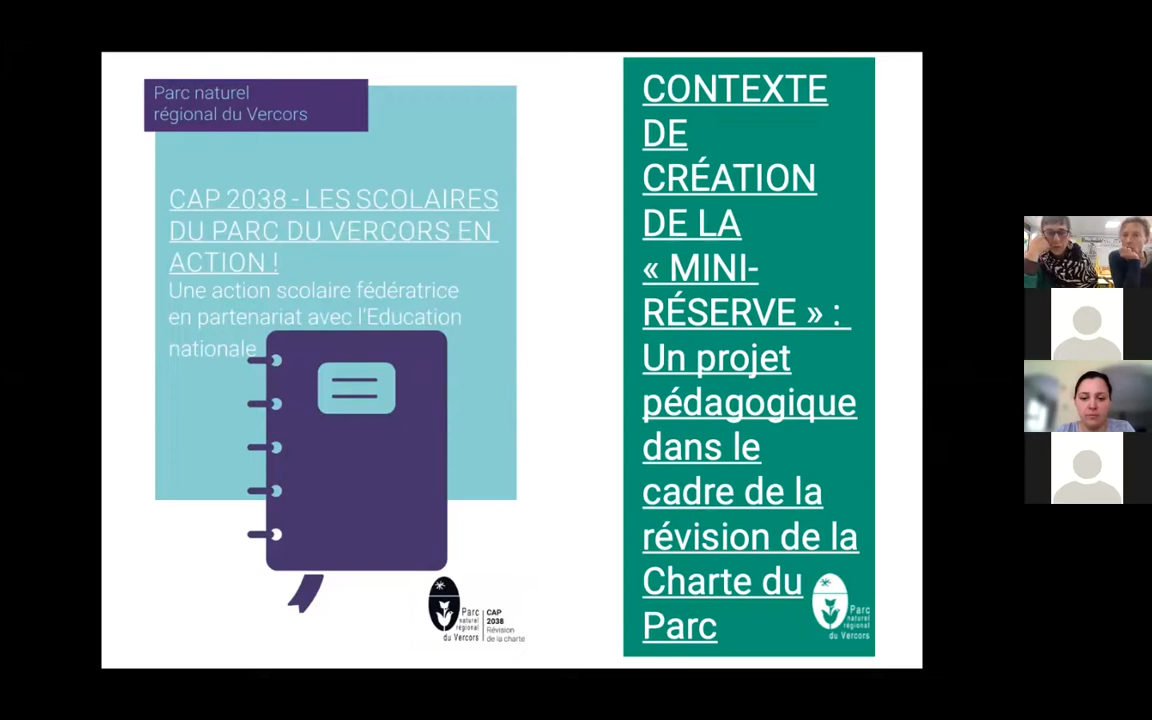 Parc naturel
régional du Vercors
CAP 2038 - LES SCOLAIRES
DU PARC DU VERCORS EN
ACTION !
Une action scolaire fédératrice
en partenariat avec l'Education
nationale
Parc
naturel
régional
du Vercors
CAP
2038
Révision
de la charte
CONTEXTE
DE
CRÉATION
DE LA
« MINI-
RÉSERVE » :
Un projet
pédagogique
dans le
cadre de la
révision de la
Charte du
Parc
Parc
naturel
régional
du Vercors